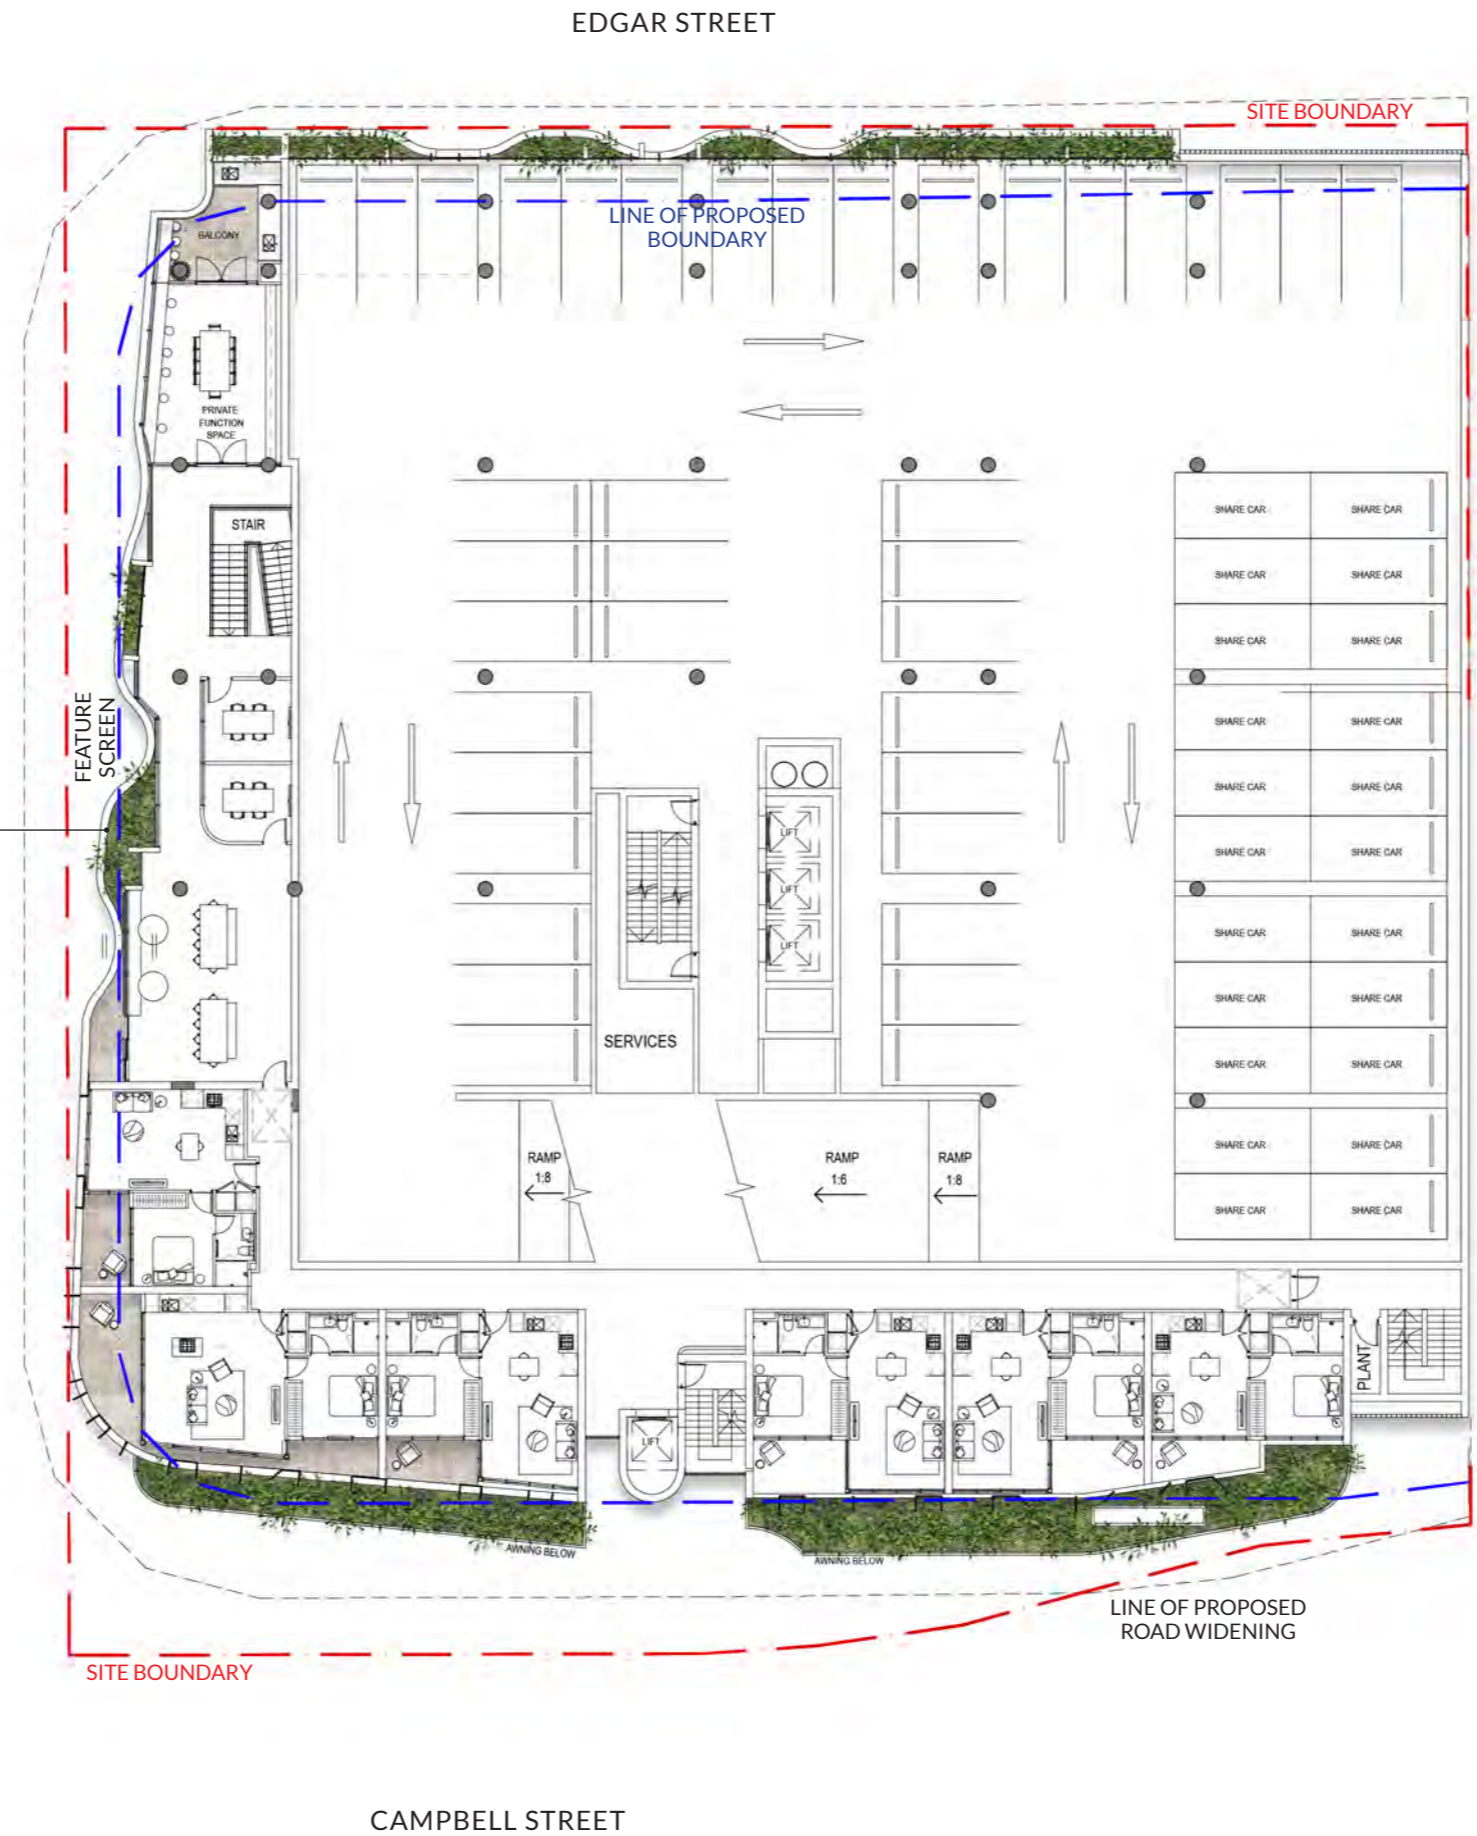 EDGAR STREET
SITE BOUNDARY
LINE OF PROPOSED
BOUNDARY
BALCONY
PRIVATE
FUNCTION
SPACE
STAIR
SHARE CAR SHARE CAR
SHARE CAR SHARE CAR
SHARE CAR SHARE CAR
FEATURE
SCREEN
SHARE CAR SHARE CAR
SHARE CAR SHARE CAR
SHARE CAR SHARE CAR
LIFT
LIFT
LIFT
SHARE CAR SHARE CAR
SHARE CAR SHARE CAR
SHARE CAR SHARE CAR
SERVICES
SHARE CAR SHARE CAR
SHARE CAR SHARE CAR
RAMP
1:8
RAMP
1:6
RAMP
1:8
PLANT
LIFT
AWNING BELOW
AWNING BELOW
LINE OF PROPOSED
ROAD WIDENING
SITE BOUNDARY
CAMPBELL STREET